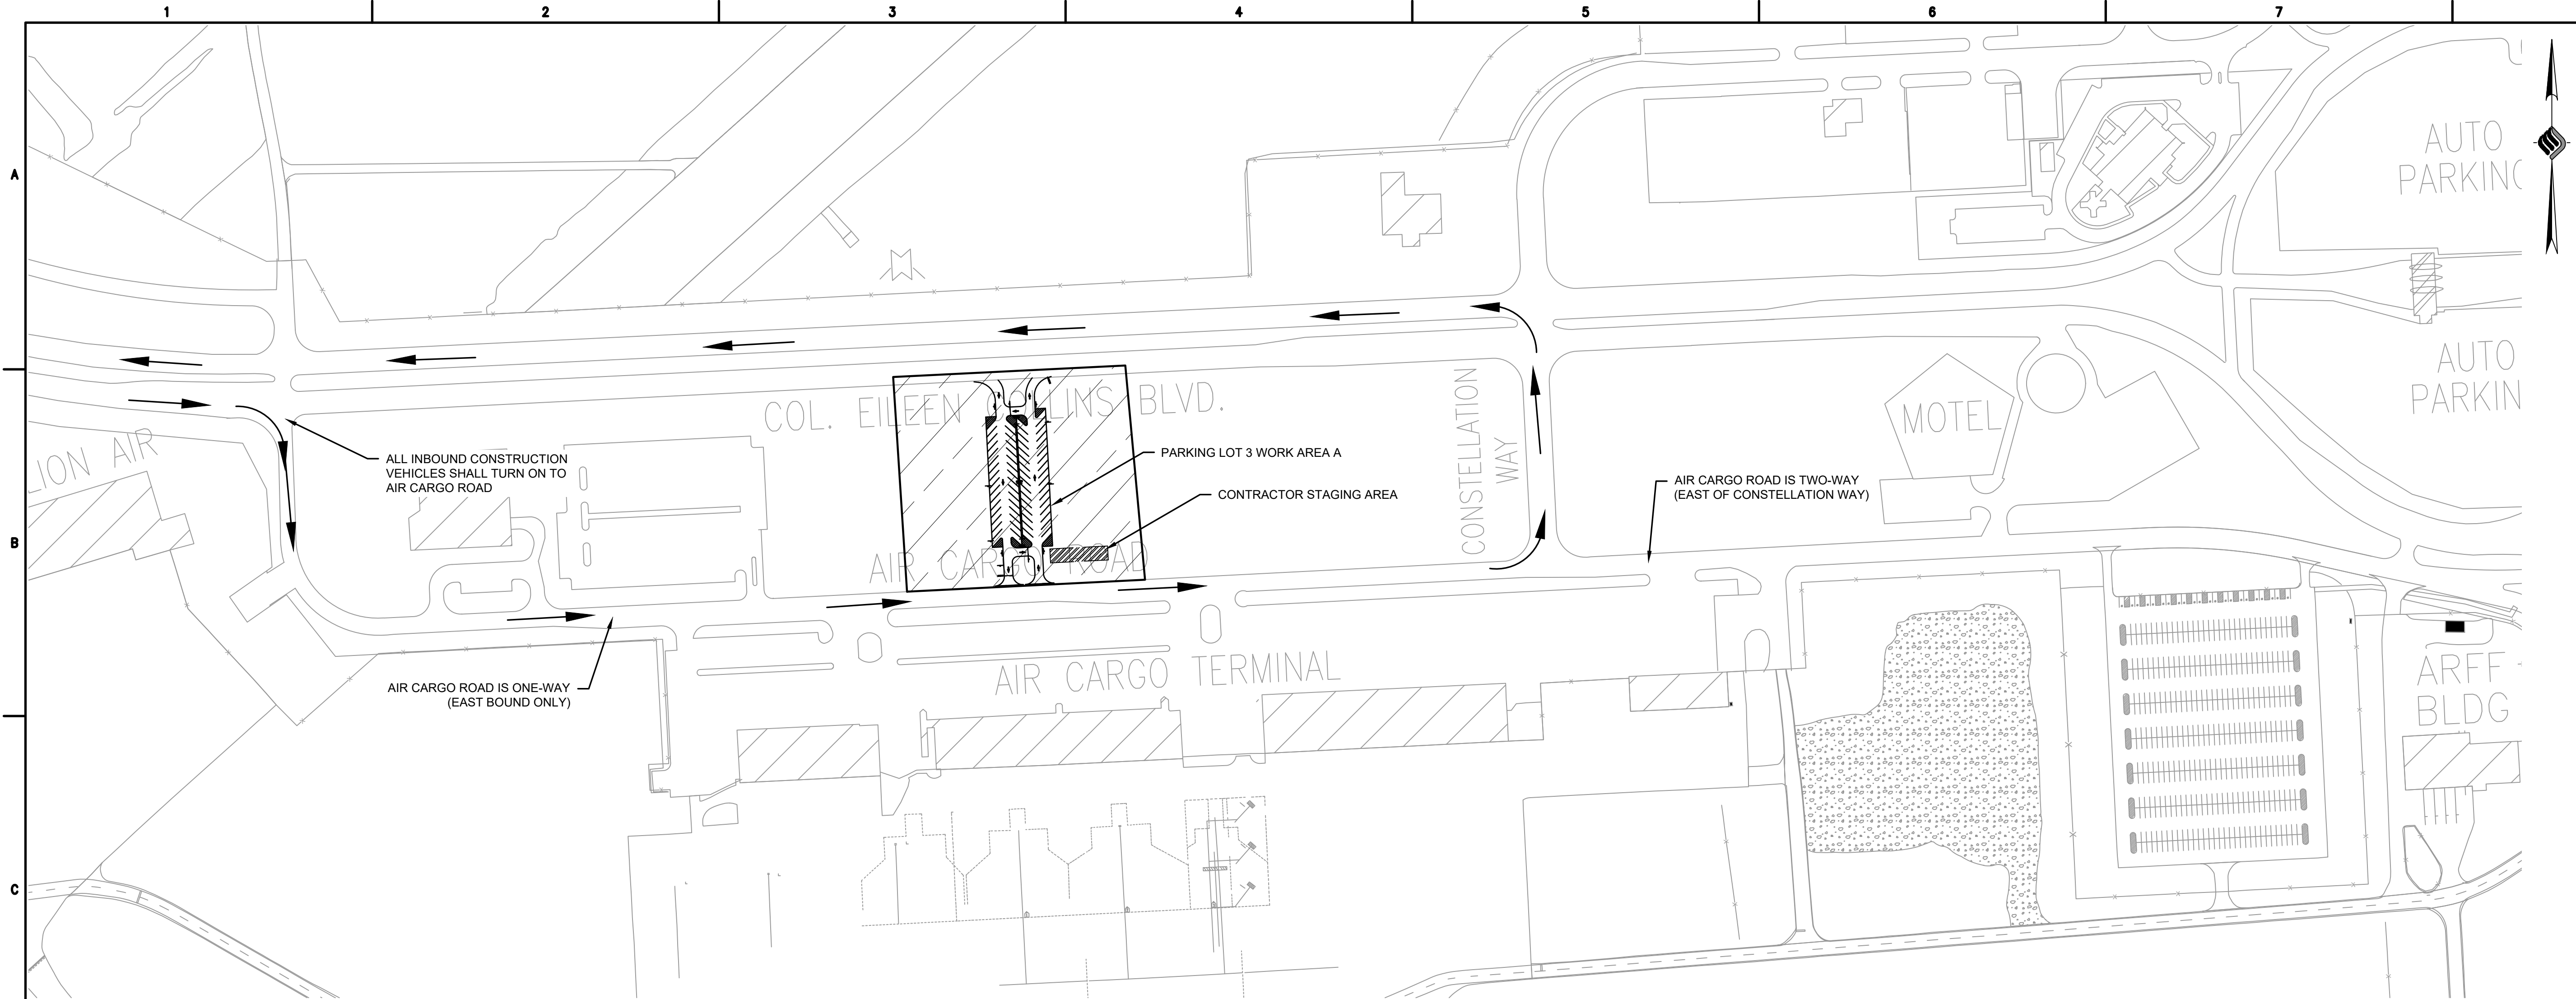 1 2 3 4 5 6 7
A
B
C
AUTO
PARKING
AUTO
PARKIN
MOTEL
COL. EILEEN COLLINS BLVD.
CONSTELLATION
WAY
LION AIR
ALL INBOUND CONSTRUCTION
VEHICLES SHALL TURN ON TO
AIR CARGO ROAD
PARKING LOT 3 WORK AREA A
CONTRACTOR STAGING AREA
AIR CARGO ROAD IS TWO-WAY
(EAST OF CONSTELLATION WAY)
AIR CARGO ROAD
AIR CARGO ROAD IS ONE-WAY
(EAST BOUND ONLY)
AIR CARGO TERMINAL
ARFF
BLDG